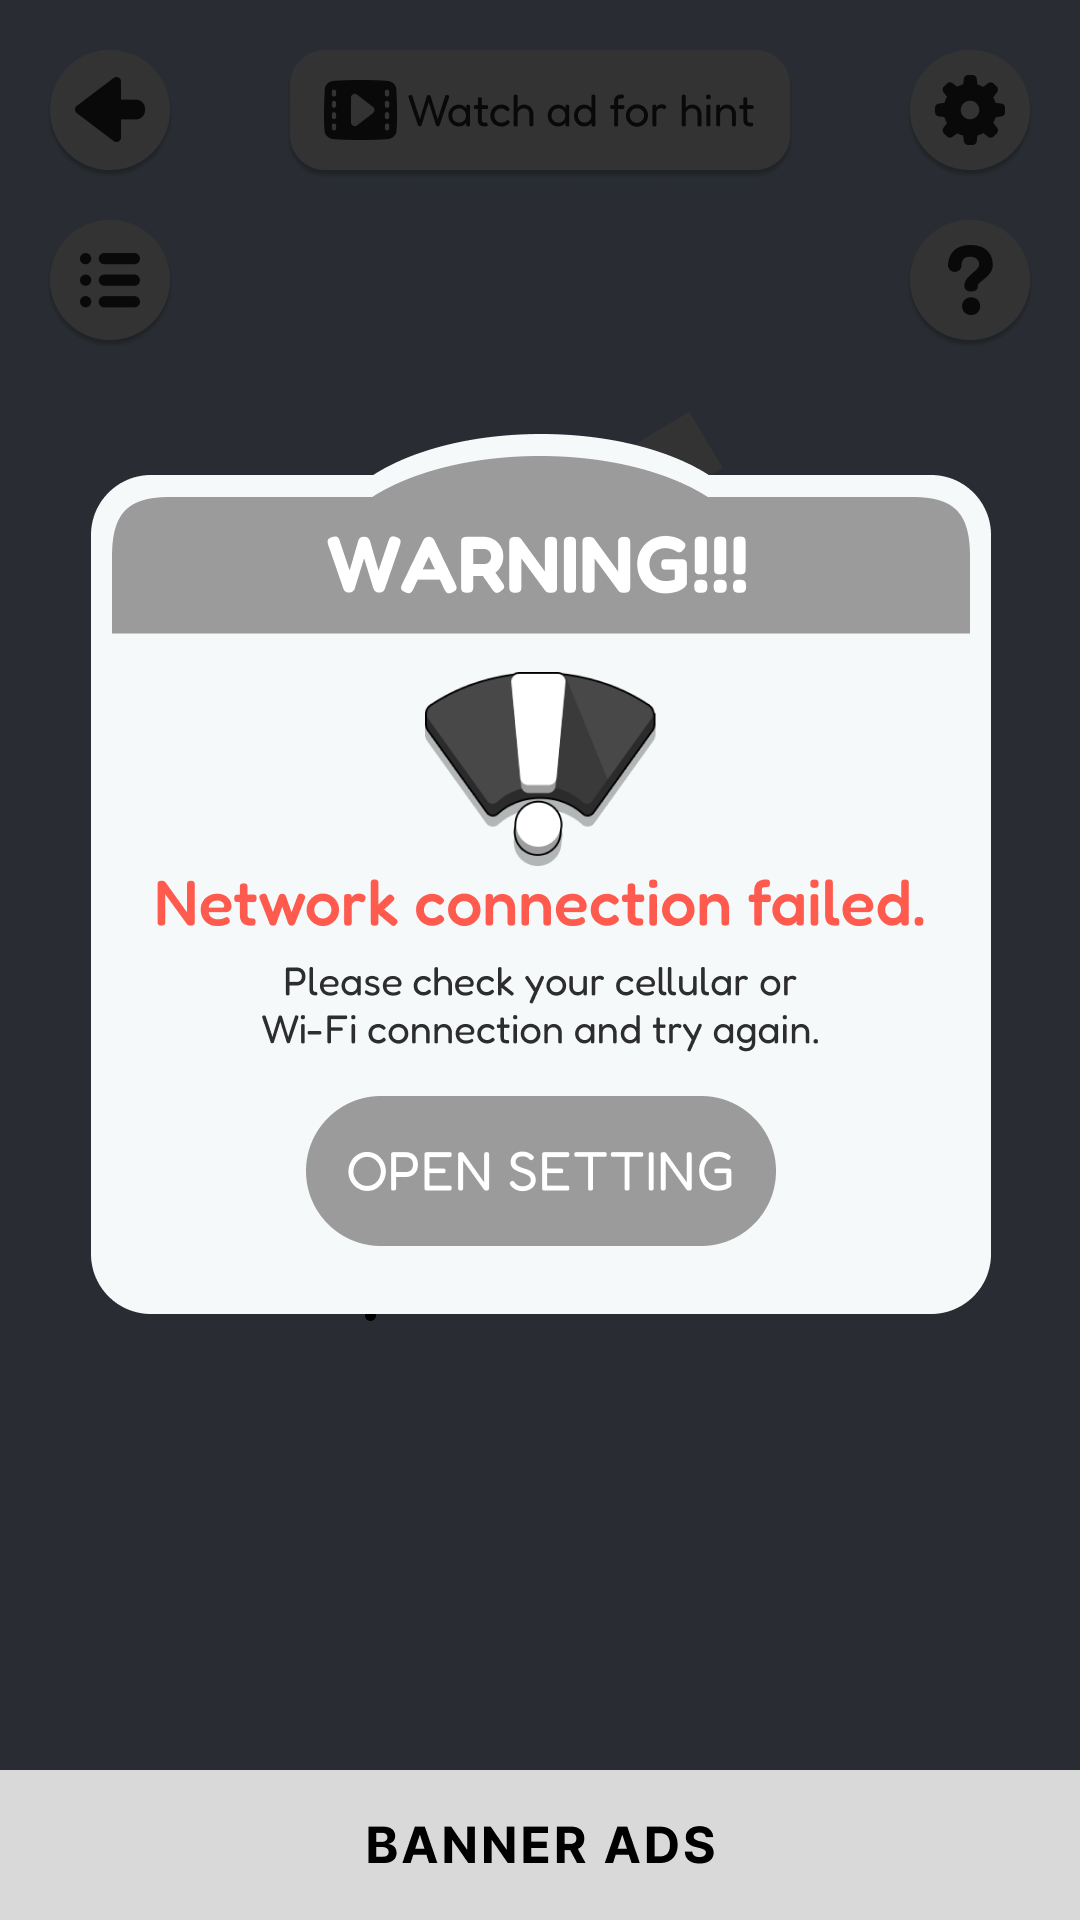 Watch ad for hint
WARNING!!!
Network connection failed.
Please check your cellular or
Wi-Fi connection and try again.
OPEN SETTING
BANNER ADS